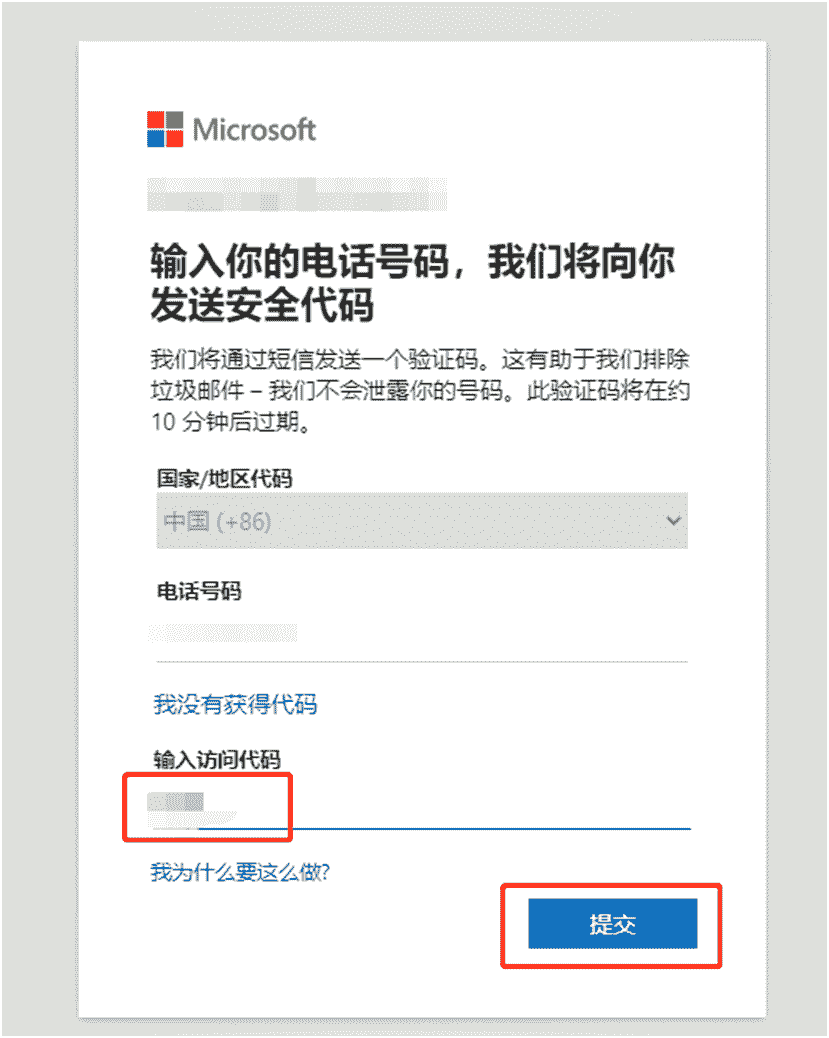 Microsoft
输入你的电话号码，我们将向你
发送安全代码
我们将通过短信发送一个验证码。这有助于我们排除
垃圾邮件 – 我们不会泄露你的号码。此验证码将在约
10 分钟后过期。
国家/地区代码
中国 (+86)
电话号码
我没有获得代码
输入访问代码
我为什么要这么做?
提交